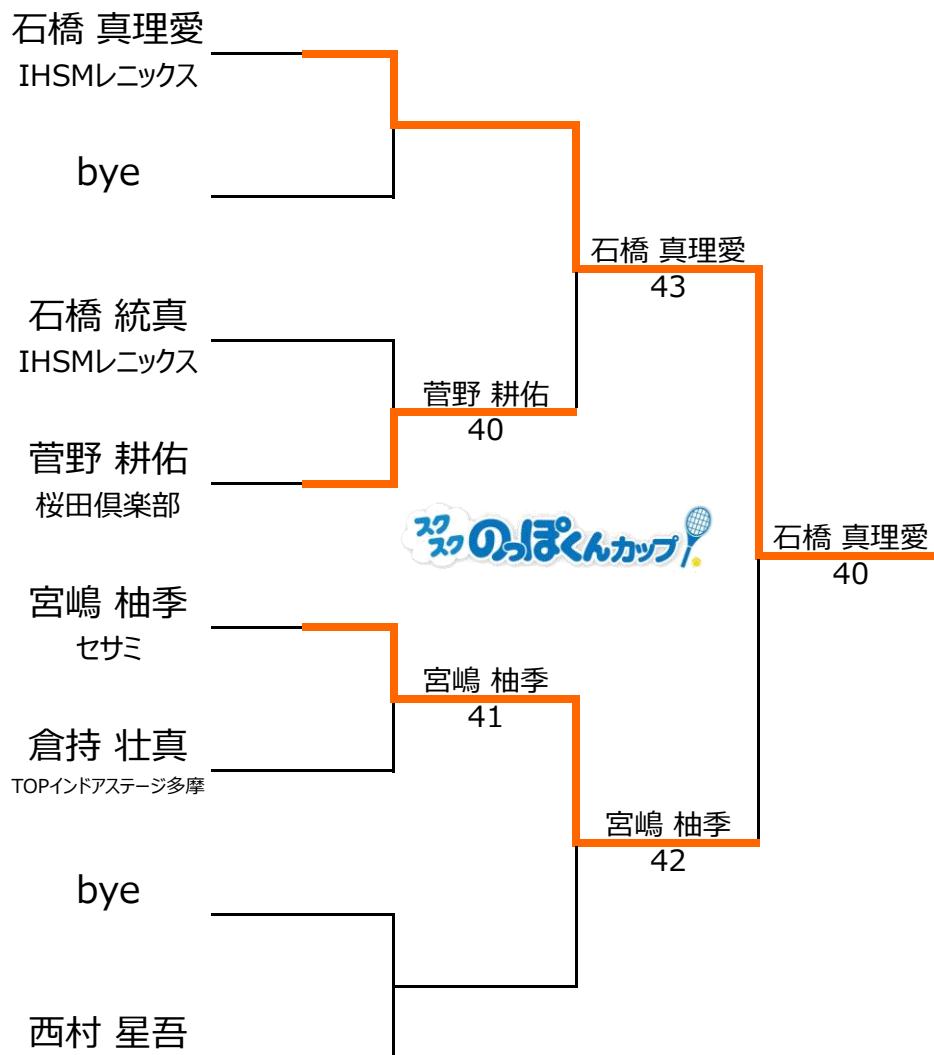 石橋 真理愛
IHSMレニックス
bye
石橋 真理愛
43
石橋 統真
IHSMレニックス
菅野 耕佑
40
菅野 耕佑
桜田倶楽部
スクスクのっぽくんカップ
石橋 真理愛
40
宮嶋 柚季
セサミ
宮嶋 柚季
41
倉持 壮真
TOPインドアステージ多摩
宮嶋 柚季
42
bye
西村 星吾